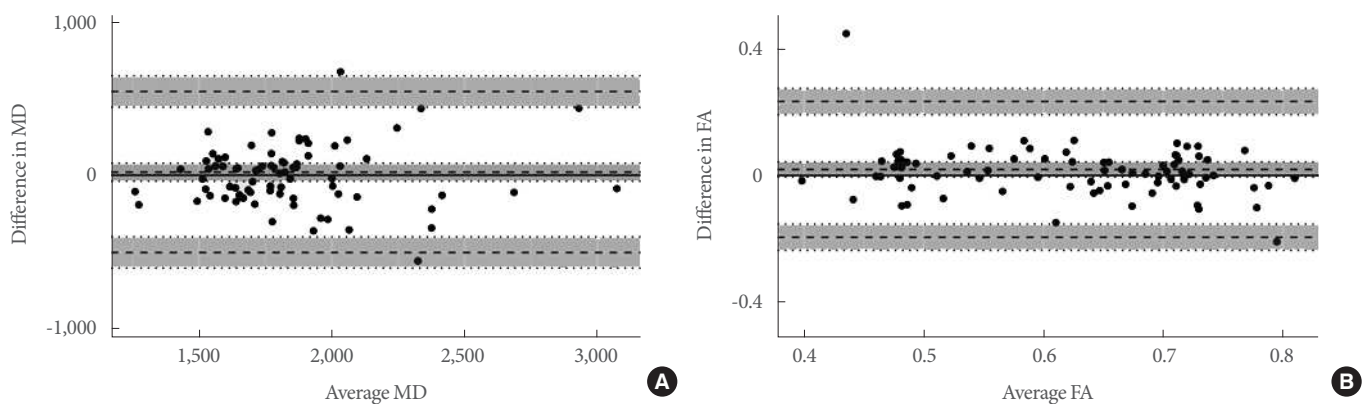 1,000
0
-1,000
Difference in MD
1,500
2,000
2,500
3,000
Average MD
A
0.4
0
-0.4
Difference in FA
0.4
0.5
0.6
0.7
0.8
Average FA
B